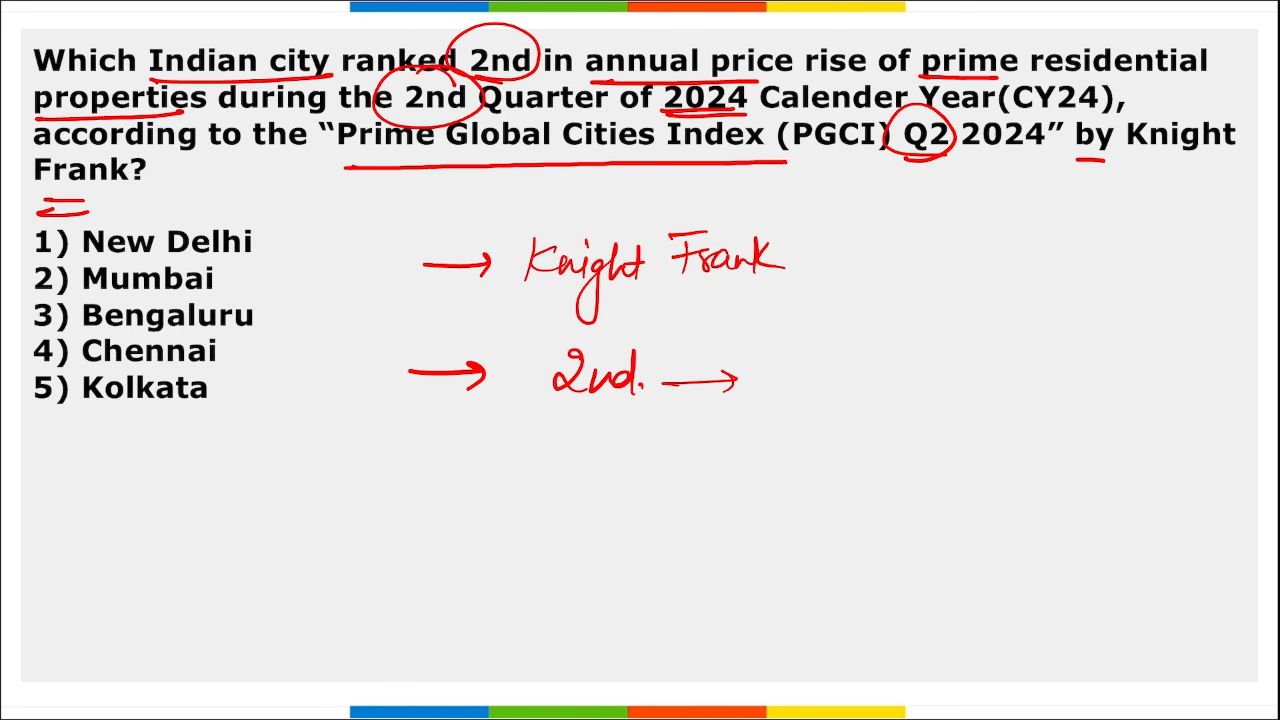 Which Indian city ranked 2nd in annual price rise of prime residential
properties during the 2nd Quarter of 2024 Calender Year(CY24),
according to the “Prime Global Cities Index (PGCI) Q2 2024” by Knight
Frank?
1) New Delhi
2) Mumbai
3) Bengaluru
4) Chennai
5) Kolkata
Knight Frank
2nd.